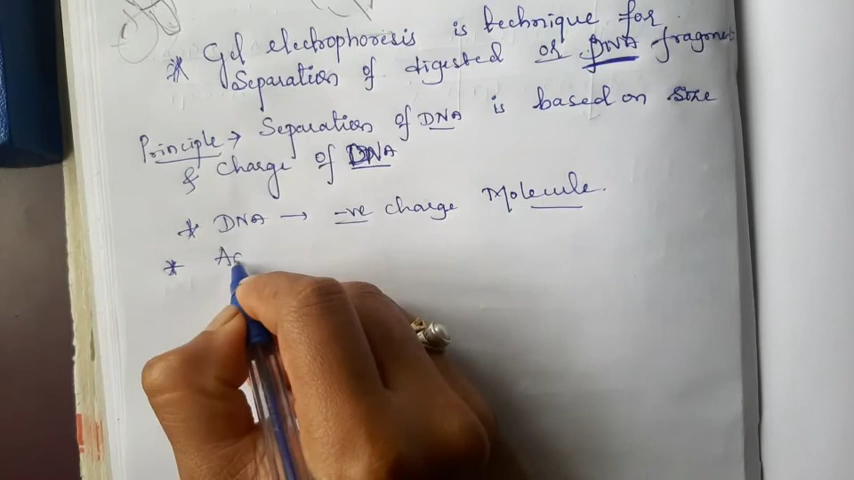 * Gel electrophoresis is technique for
Separation of digested or DNA fragments
Principle → Separation of DNA is based on size
& Charge of DNA
* DNA → -ve charge Molecule.
* Ag